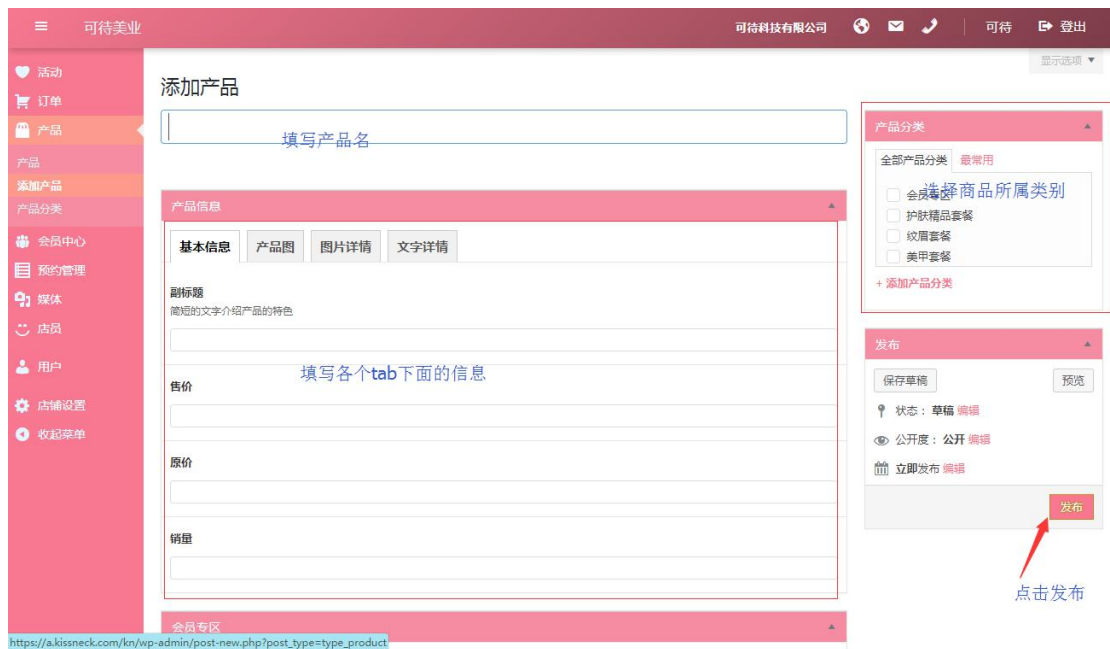 可待美业
可待科技有限公司
可待
登出
显示选项
活动
订单
产品
产品
添加产品
产品分类
会员中心
预约管理
媒体
店员
用户
店铺设置
收起菜单
添加产品
填写产品名
产品信息
基本信息 产品图 图片详情 文字详情
副标题
简短的文字介绍产品的特色
填写各个tab下面的信息
售价
原价
销量
会员专区
产品分类
全部产品分类 最常用
选择商品所属类别
会员专区
护肤精品套餐
纹眉套餐
美甲套餐
+ 添加产品分类
发布
保存草稿 预览
状态： 草稿 编辑
公开度： 公开 编辑
立即发布 编辑
发布
点击发布
https://a.kissneck.com/kn/wp-admin/post-new.php?post_type=type_product